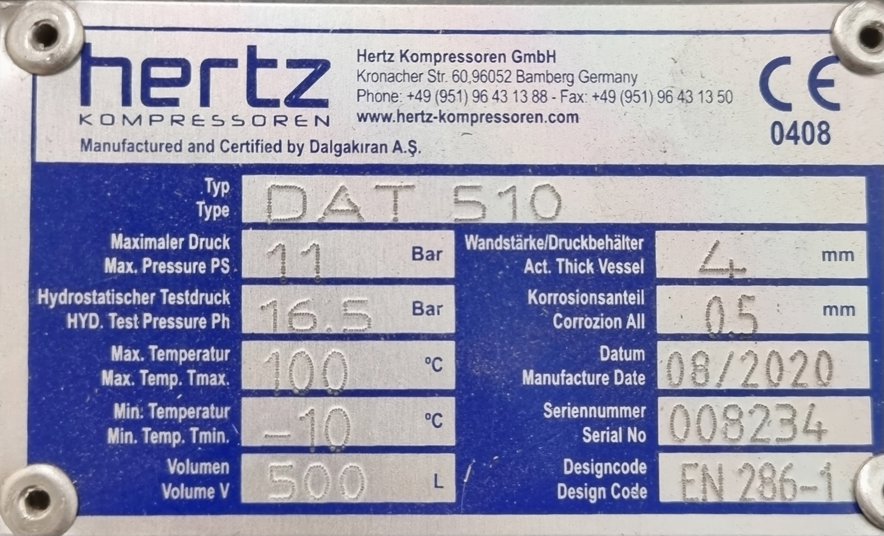 hertz
KOMPRESSOREN
Hertz Kompressoren GmbH
Kronacher Str. 60,96052 Bamberg Germany
Phone: +49 (951) 96 43 13 88 - Fax: +49 (951) 96 43 13 50
www.hertz-kompressoren.com
CE
0408
Manufactured and Certified by Dalgakıran A.Ş.
Typ
Type
DAT 510
Maximaler Druck
Max. Pressure PS
11 Bar
Wandstärke/Druckbehälter
Act. Thick Vessel
4 mm
Hydrostatischer Testdruck
HYD. Test Pressure Ph
16.5 Bar
Korrosionsanteil
Corrozion All
0.5 mm
Max. Temperatur
Max. Temp. Tmax.
100 ºC
Datum
Manufacture Date
08/2020
Min. Temperatur
Min. Temp. Tmin.
-10 ºC
Seriennummer
Serial No
008234
Volumen
Volume V
500 L
Designcode
Design Code
EN 286-1